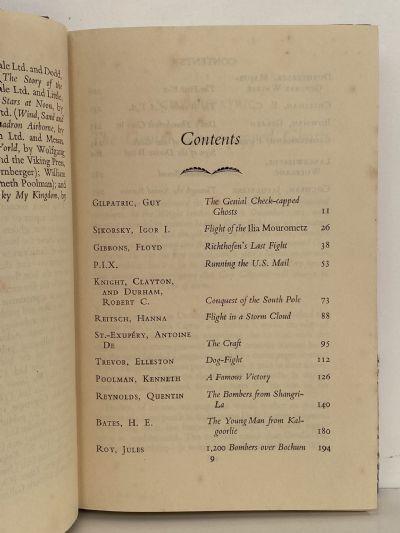 ale Ltd. and Dodd,
The Story of the
ale Ltd. and Little,
Stars at Noon, by
td. (Wind, Sand and
uadron Airborne, by
n Ltd. and Messrs.
World, by Wolfgang
and the Viking Press,
rnberger); William
neth Poolman); and
ky My Kingdom, by
Contents
GILPATRIC, GUY The Genial Check-capped
Ghosts 11
SIKORSKY, IGOR I. Flight of the Ilia Mourometz 26
GIBBONS, FLOYD Richthofen's Last Fight 38
P.I.X. Running the U.S. Mail 53
KNIGHT, CLAYTON,
AND DURHAM,
ROBERT C. Conquest of the South Pole 73
REITSCH, HANNA Flight in a Storm Cloud 88
ST.-EXUPÉRY, ANTOINE
DE The Craft 95
TREVOR, ELLESTON Dog-Fight 112
POOLMAN, KENNETH A Famous Victory 126
REYNOLDS, QUENTIN The Bombers from Shangri-
La 140
BATES, H. E. The Young Man from Kal-
goorlie 180
ROY, JULES 1,200 Bombers over Bochum 194
9